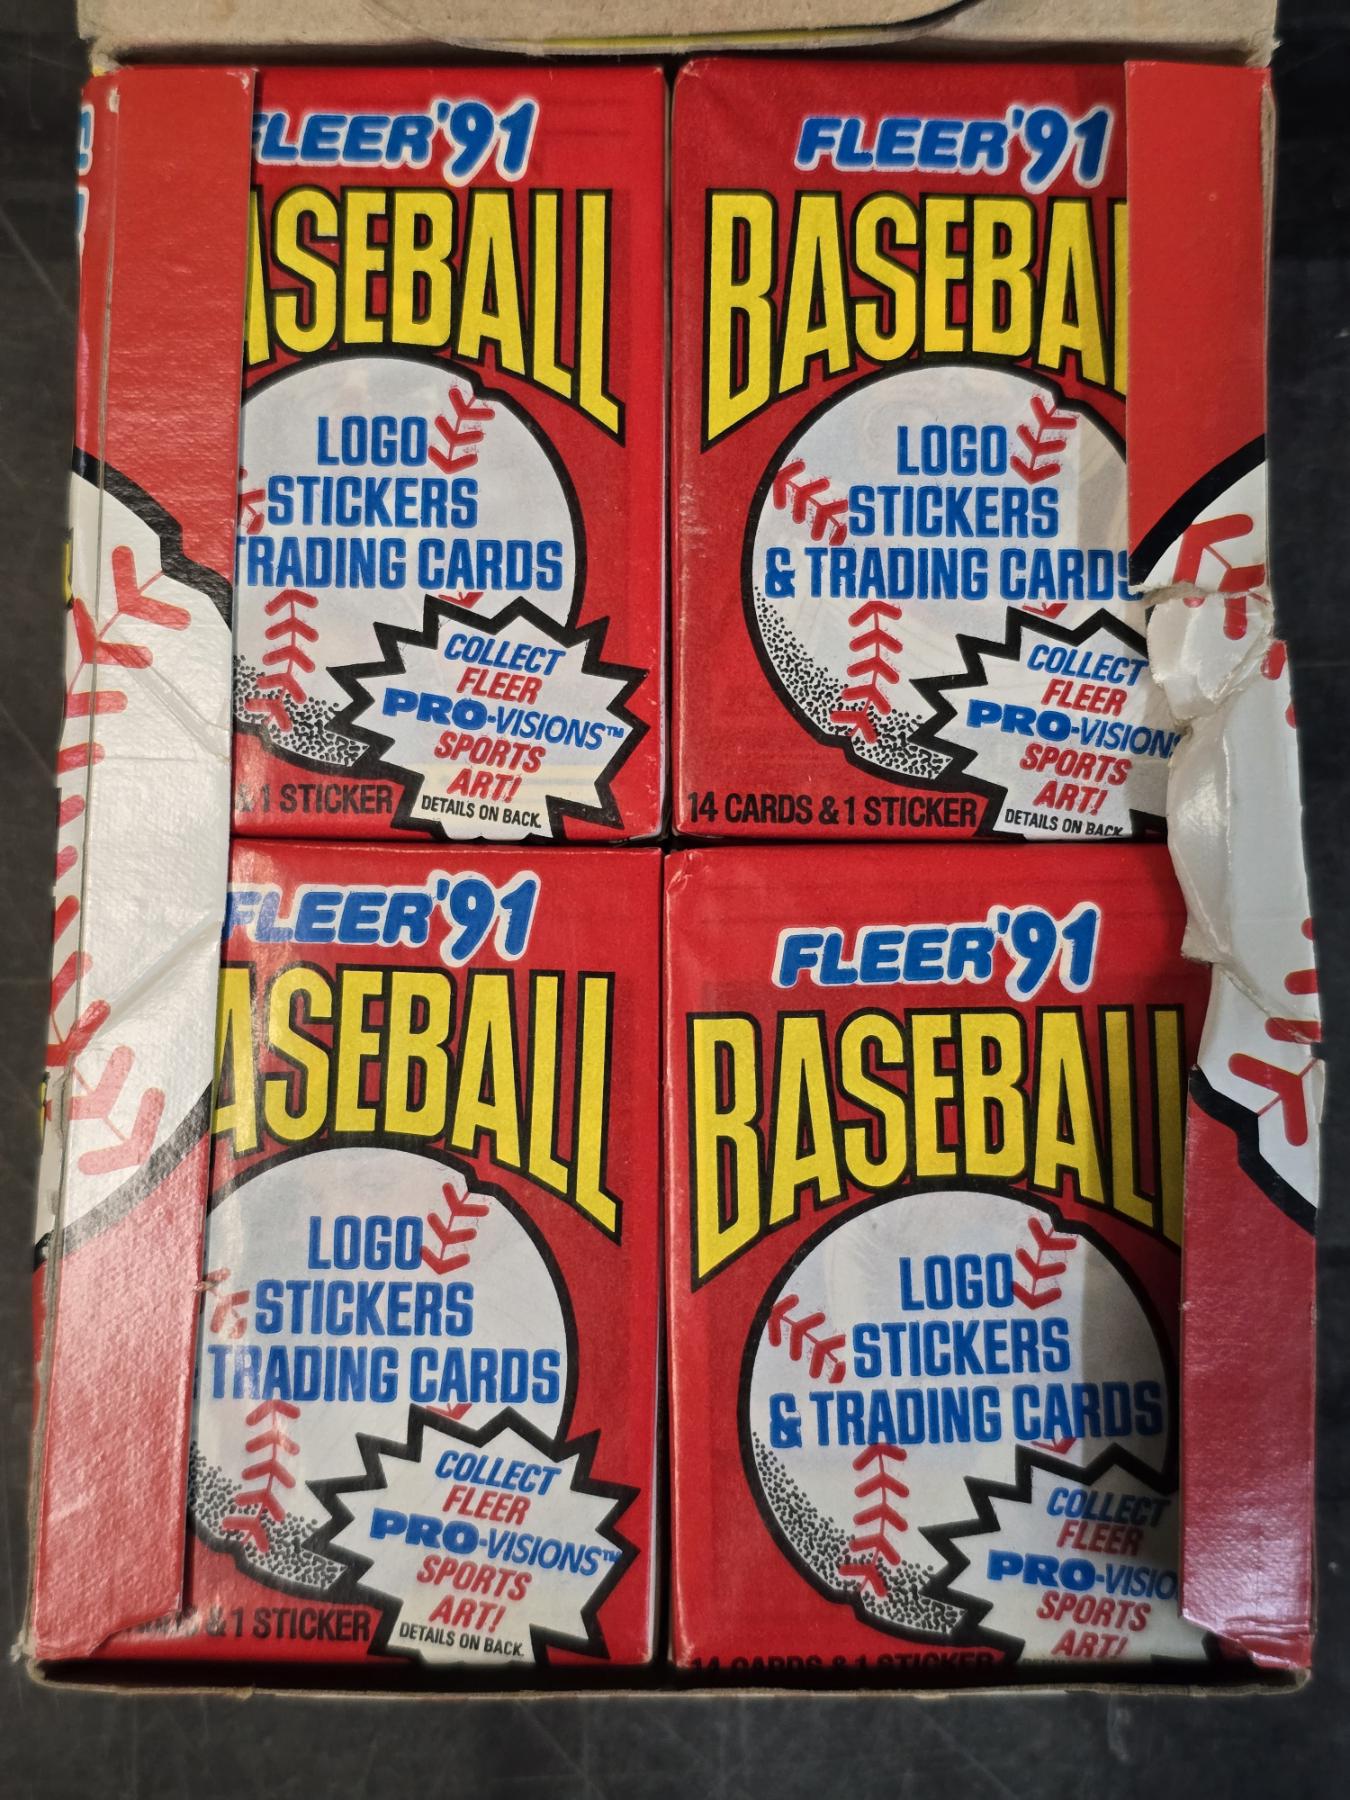 FLEER'91
ASEBALL
LOGO
STICKERS
TRADING CARDS
COLLECT
FLEER
PRO-VISIONS™
SPORTS
ART!
DETAILS ON BACK.
& 1 STICKER
FLEER'91
BASEBA
LOGO
STICKERS
& TRADING CARDS
COLLECT
FLEER
PRO-VISIONS
SPORTS
ART!
DETAILS ON BACK
14 CARDS & 1 STICKER
FLEER'91
ASEBALL
LOGO
STICKERS
TRADING CARDS
COLLECT
FLEER
PRO-VISIONS™
SPORTS
ART!
DETAILS ON BACK.
& 1 STICKER
FLEER'91
BASEBALL
LOGO
STICKERS
& TRADING CARDS
COLLECT
FLEER
PRO-VISIO
SPORTS
ART!
14 CARDS & 1 STICKER